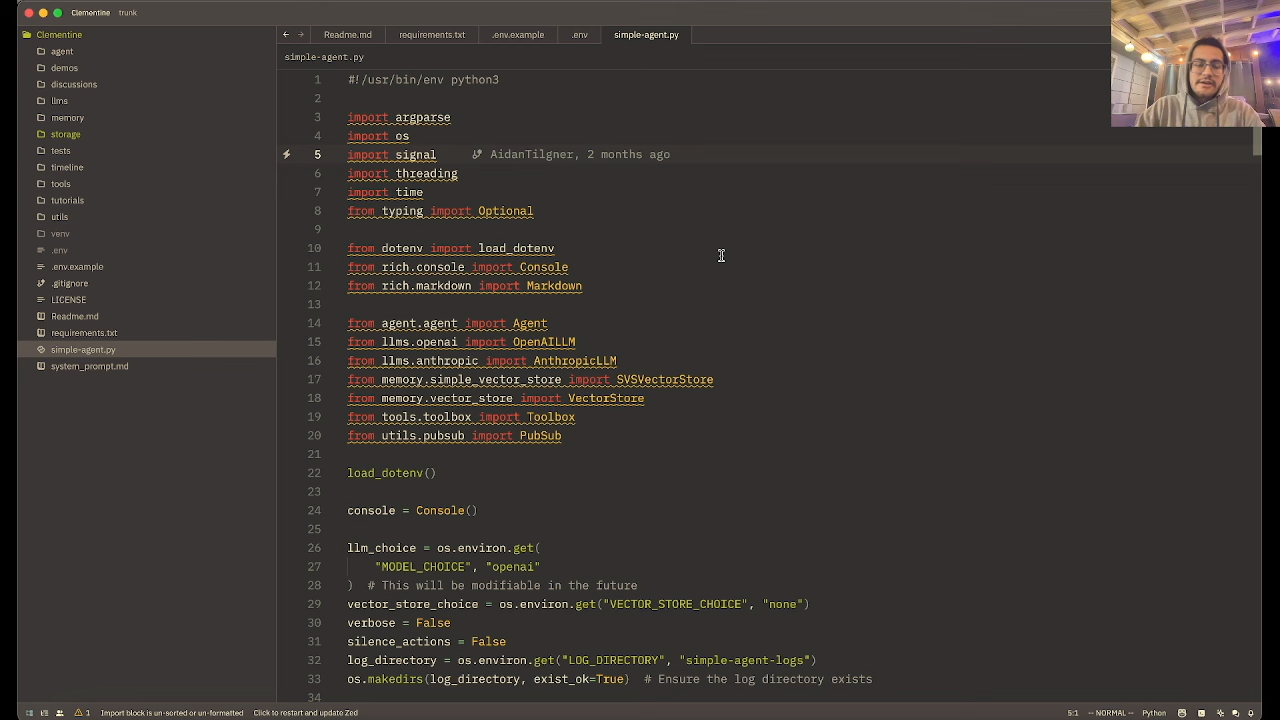 Clementine trunk
Clementine
agent
demos
discussions
llms
memory
storage
tests
timeline
tools
tutorials
utils
venv
.env
.env.example
.gitignore
LICENSE
Readme.md
requirements.txt
simple-agent.py
system_prompt.md
Readme.md requirements.txt .env.example .env simple-agent.py
simple-agent.py
1 #!/usr/bin/env python3
2
3 import argparse
4 import os
5 import signal AidanTilgner, 2 months ago
6 import threading
7 import time
8 from typing import Optional
9
10 from dotenv import load_dotenv
11 from rich.console import Console
12 from rich.markdown import Markdown
13
14 from agent.agent import Agent
15 from llms.openai import OpenAILLM
16 from llms.anthropic import AnthropicLLM
17 from memory.simple_vector_store import SVSVectorStore
18 from memory.vector_store import VectorStore
19 from tools.toolbox import Toolbox
20 from utils.pubsub import PubSub
21
22 load_dotenv()
23
24 console = Console()
25
26 llm_choice = os.environ.get(
27 "MODEL_CHOICE", "openai"
28 ) # This will be modifiable in the future
29 vector_store_choice = os.environ.get("VECTOR_STORE_CHOICE", "none")
30 verbose = False
31 silence_actions = False
32 log_directory = os.environ.get("LOG_DIRECTORY", "simple-agent-logs")
33 os.makedirs(log_directory, exist_ok=True) # Ensure the log directory exists
34
1 Import block is un-sorted or un-formatted Click to restart and update Zed 5:1 -- NORMAL -- Python